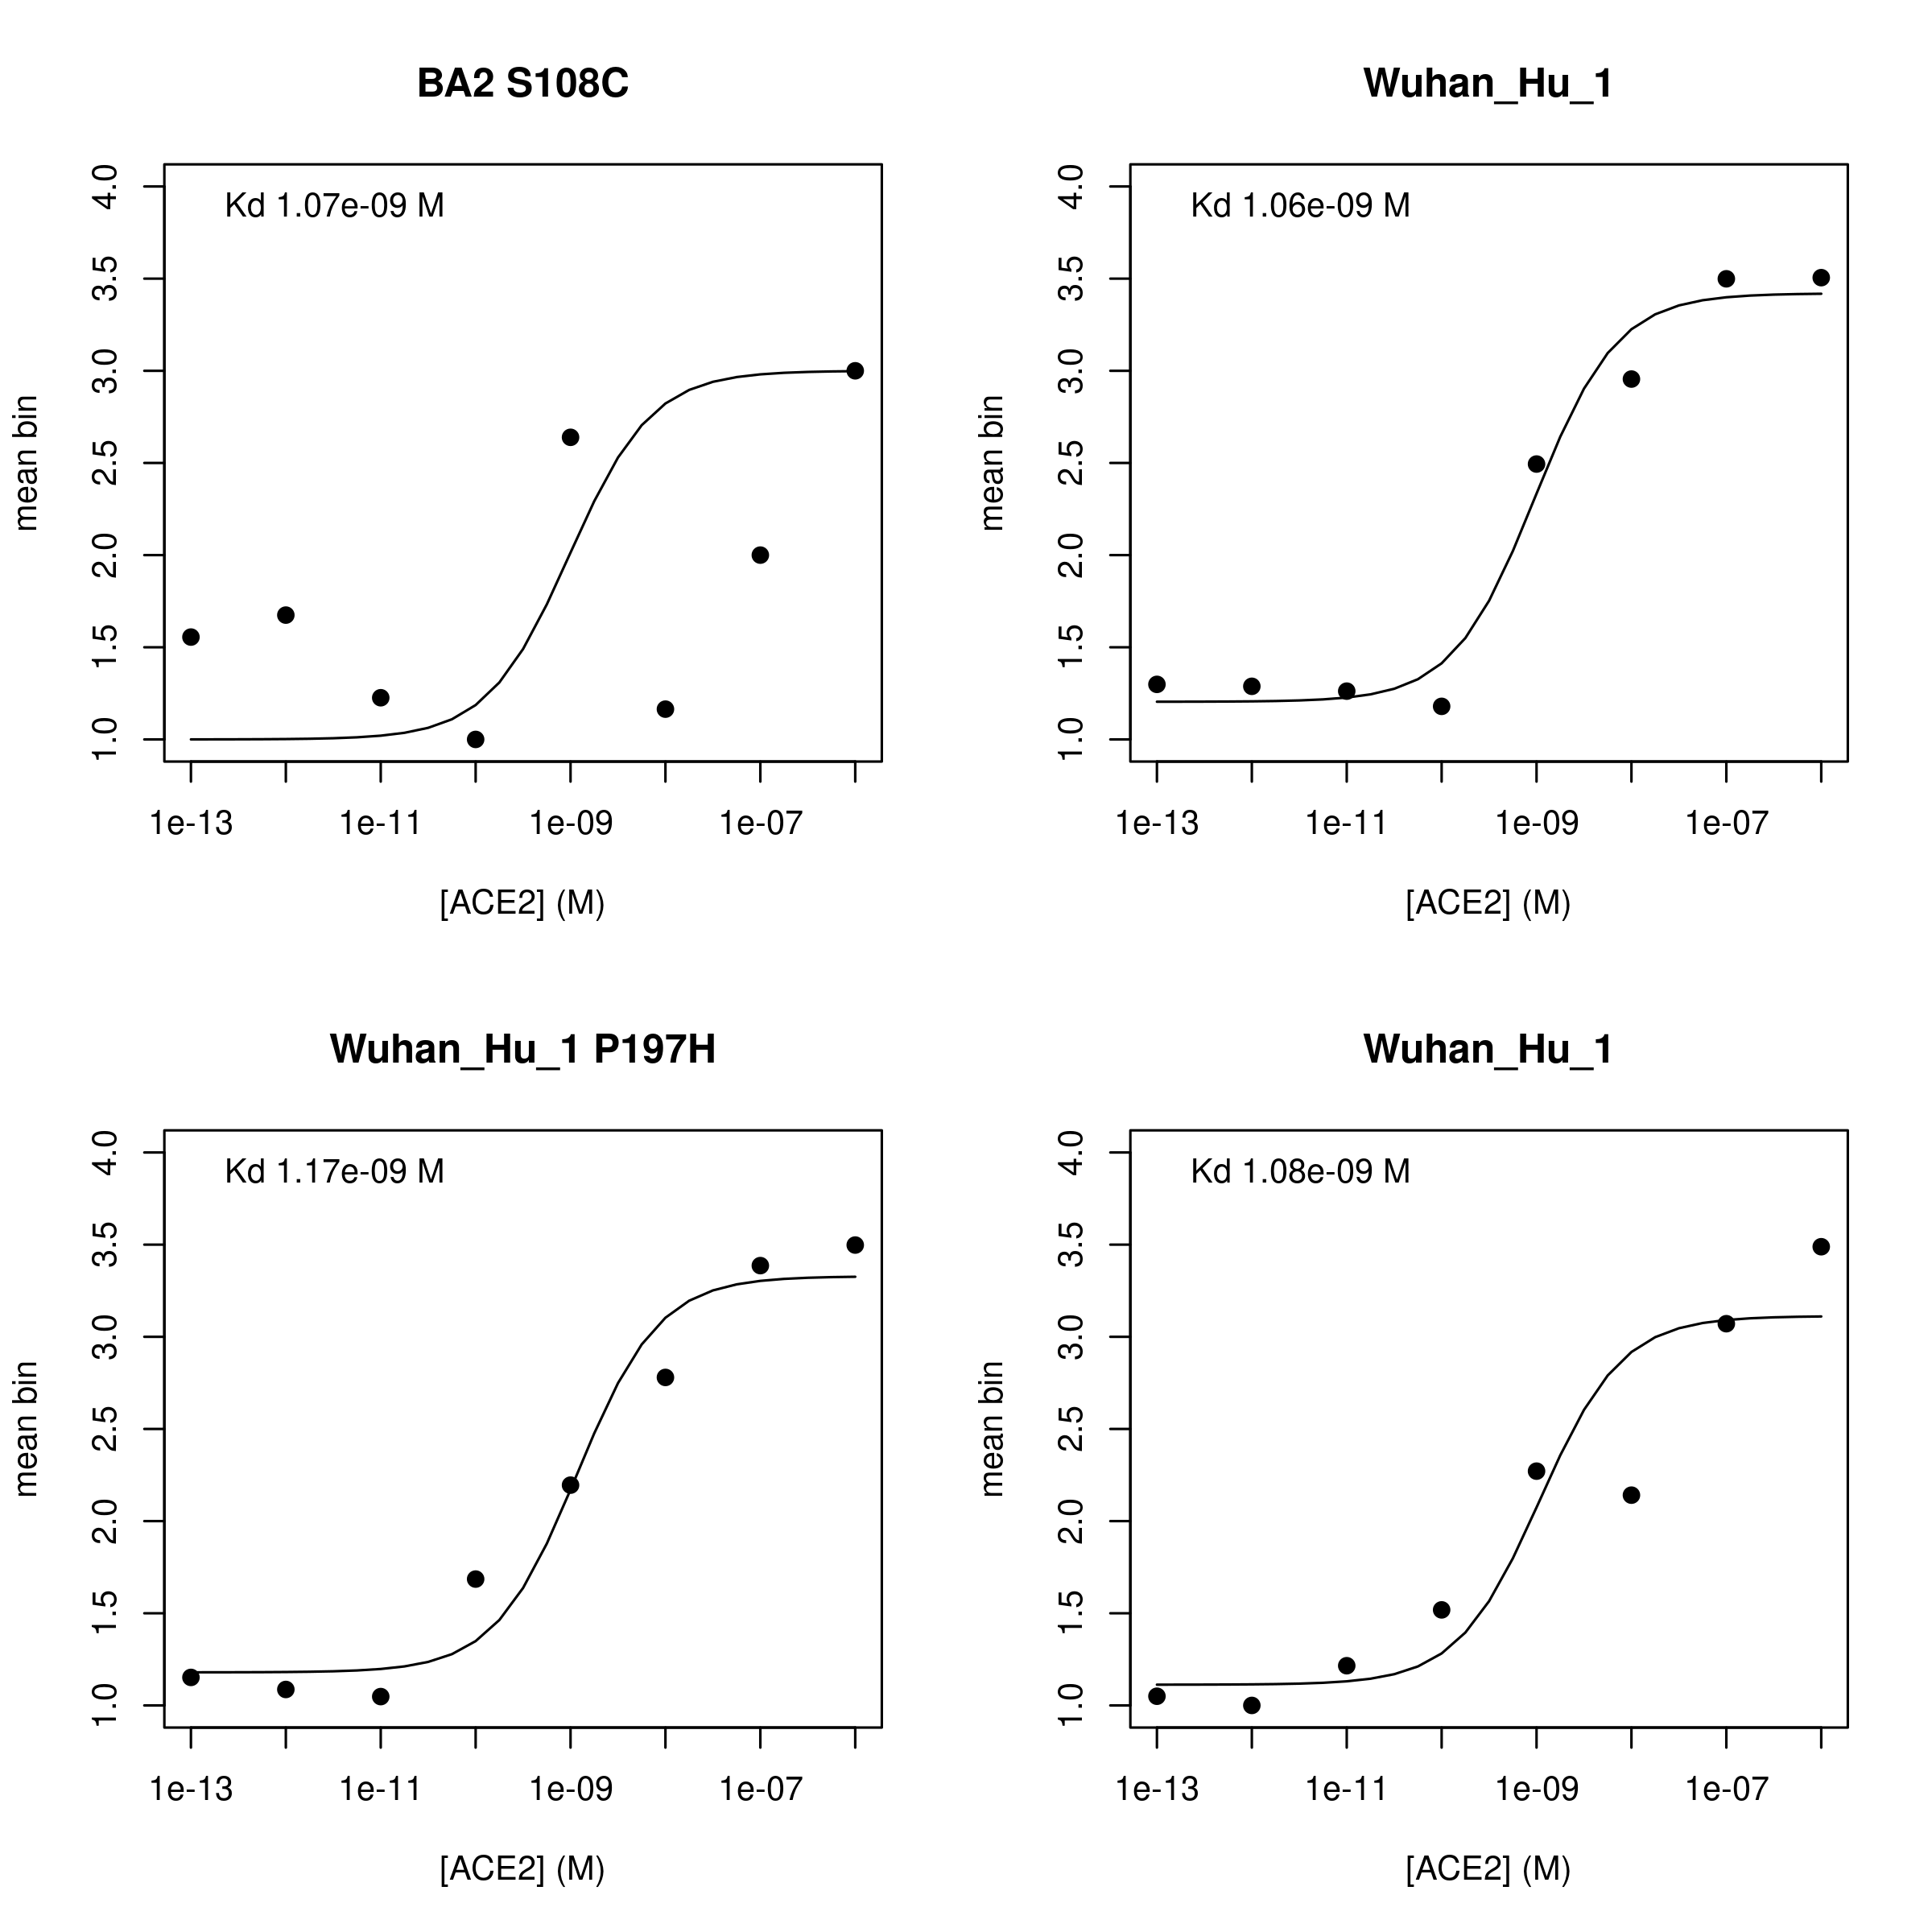 BA2 S108C
Kd 1.07e-09 M
mean bin
4.0
3.5
3.0
2.5
2.0
1.5
1.0
1e-13 1e-11 1e-09 1e-07
[ACE2] (M)
Wuhan_Hu_1
Kd 1.06e-09 M
mean bin
4.0
3.5
3.0
2.5
2.0
1.5
1.0
1e-13 1e-11 1e-09 1e-07
[ACE2] (M)
Wuhan_Hu_1 P197H
Kd 1.17e-09 M
mean bin
4.0
3.5
3.0
2.5
2.0
1.5
1.0
1e-13 1e-11 1e-09 1e-07
[ACE2] (M)
Wuhan_Hu_1
Kd 1.08e-09 M
mean bin
4.0
3.5
3.0
2.5
2.0
1.5
1.0
1e-13 1e-11 1e-09 1e-07
[ACE2] (M)